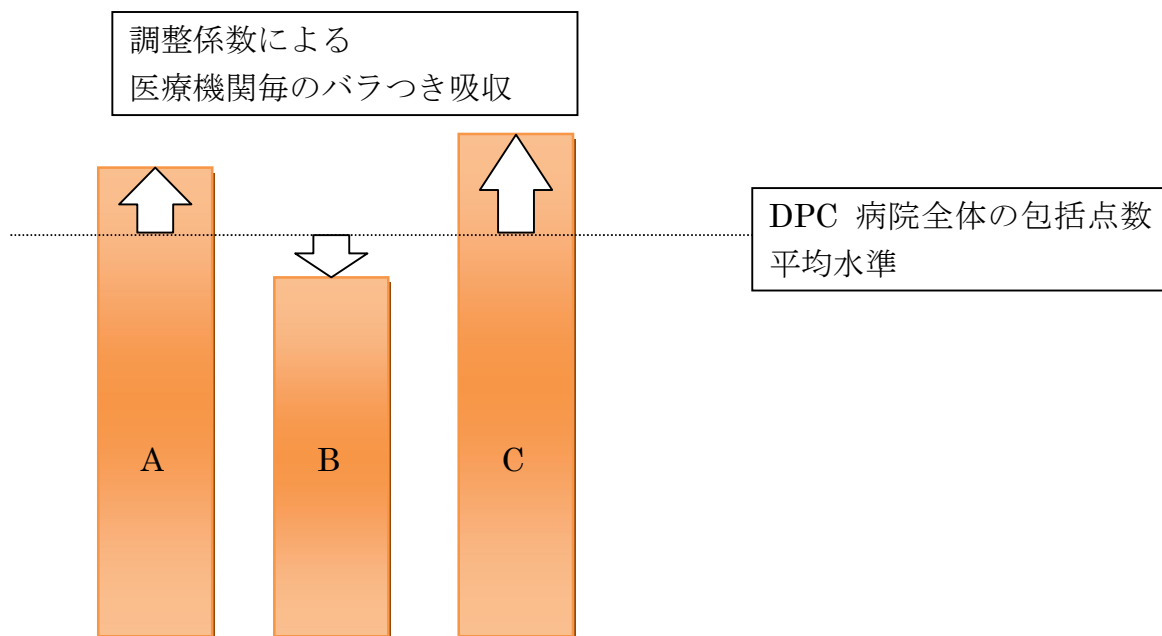 調整係数による
医療機関毎のバラつき吸収
DPC 病院全体の包括点数
平均水準
A
B
C